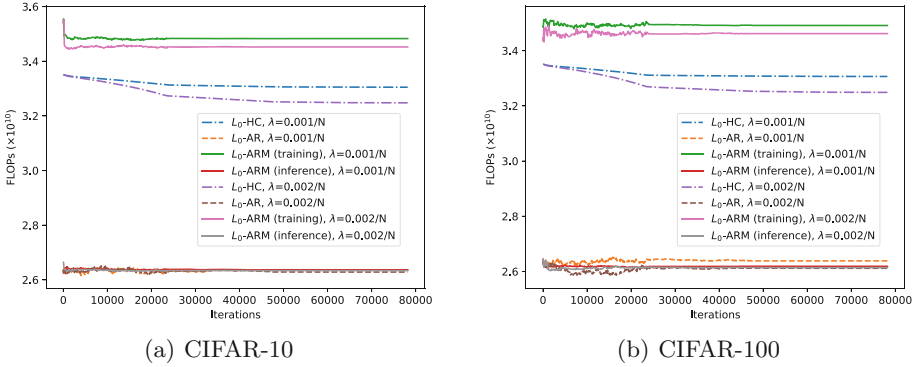 3.6
3.4
3.2
3.0
2.8
2.6
FLOPs (×10¹⁰)
L₀-HC, λ=0.001/N
L₀-AR, λ=0.001/N
L₀-ARM (training), λ=0.001/N
L₀-ARM (inference), λ=0.001/N
L₀-HC, λ=0.002/N
L₀-AR, λ=0.002/N
L₀-ARM (training), λ=0.002/N
L₀-ARM (inference), λ=0.002/N
0 10000 20000 30000 40000 50000 60000 70000 80000
Iterations
(a) CIFAR-10
3.6
3.4
3.2
3.0
2.8
2.6
FLOPs (×10¹⁰)
L₀-HC, λ=0.001/N
L₀-AR, λ=0.001/N
L₀-ARM (training), λ=0.001/N
L₀-ARM (inference), λ=0.001/N
L₀-HC, λ=0.002/N
L₀-AR, λ=0.002/N
L₀-ARM (training), λ=0.002/N
L₀-ARM (inference), λ=0.002/N
0 10000 20000 30000 40000 50000 60000 70000 80000
Iterations
(b) CIFAR-100